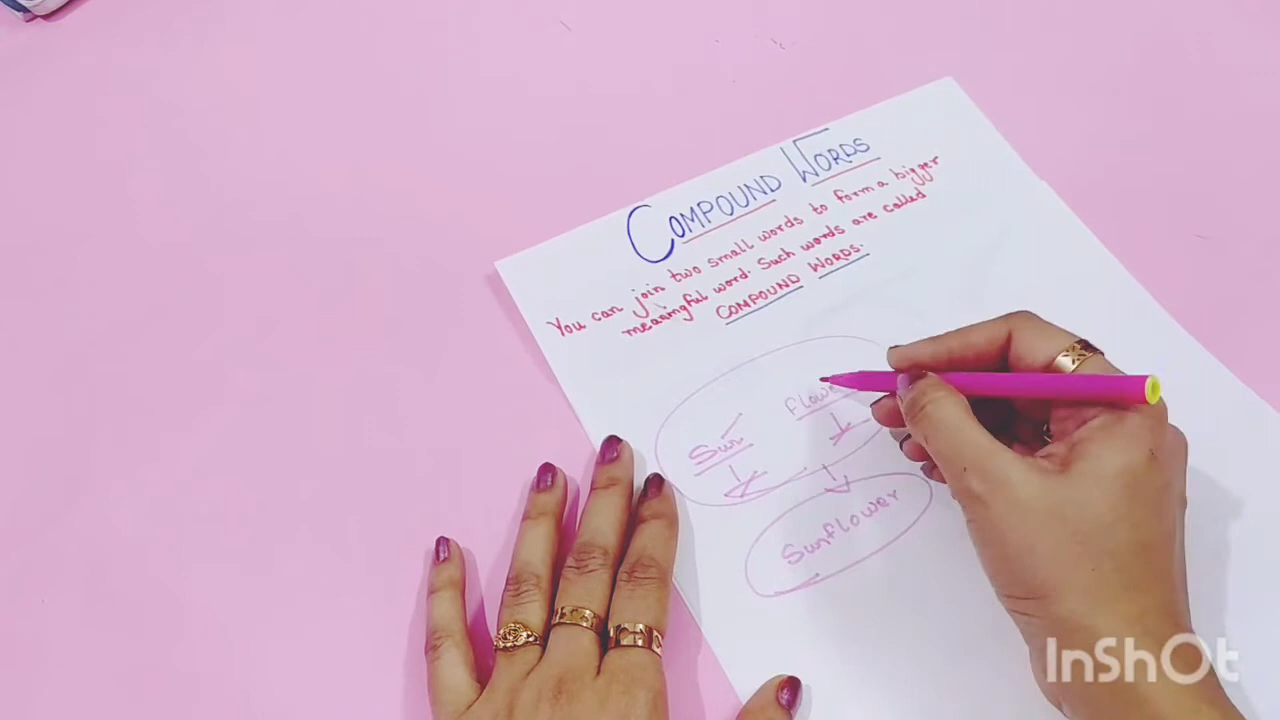 COMPOUND WORDS
You can join two small words to form a bigger
meaningful word. Such words are called
COMPOUND WORDS.
Sun flower
Sunflower
InShOt